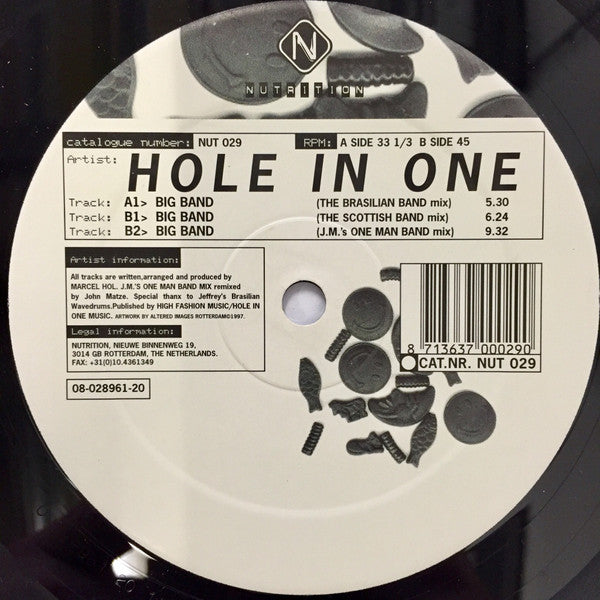 N
NUTRITION
catalogue number: NUT 029 RPM: A SIDE 33 1/3 B SIDE 45
Artist: HOLE IN ONE
Track: A1> BIG BAND (THE BRASILIAN BAND mix) 5.30
Track: B1> BIG BAND (THE SCOTTISH BAND mix) 6.24
Track: B2> BIG BAND (J.M.'s ONE MAN BAND mix) 9.32
Artist information:
All tracks are written,arranged and produced by
MARCEL HOL. J.M.'S ONE MAN BAND MIX remixed
by John Matze. Special thanx to Jeffrey's Brasilian
Wavedrums.Published by HIGH FASHION MUSIC/HOLE IN
ONE MUSIC. ARTWORK BY ALTERED IMAGES ROTTERDAM©1997.
Legal information:
NUTRITION, NIEUWE BINNENWEG 19,
3014 GB ROTTERDAM, THE NETHERLANDS.
FAX: +31(0)10.4361349
08-028961-20
8 713637 000290
CAT.NR. NUT 029